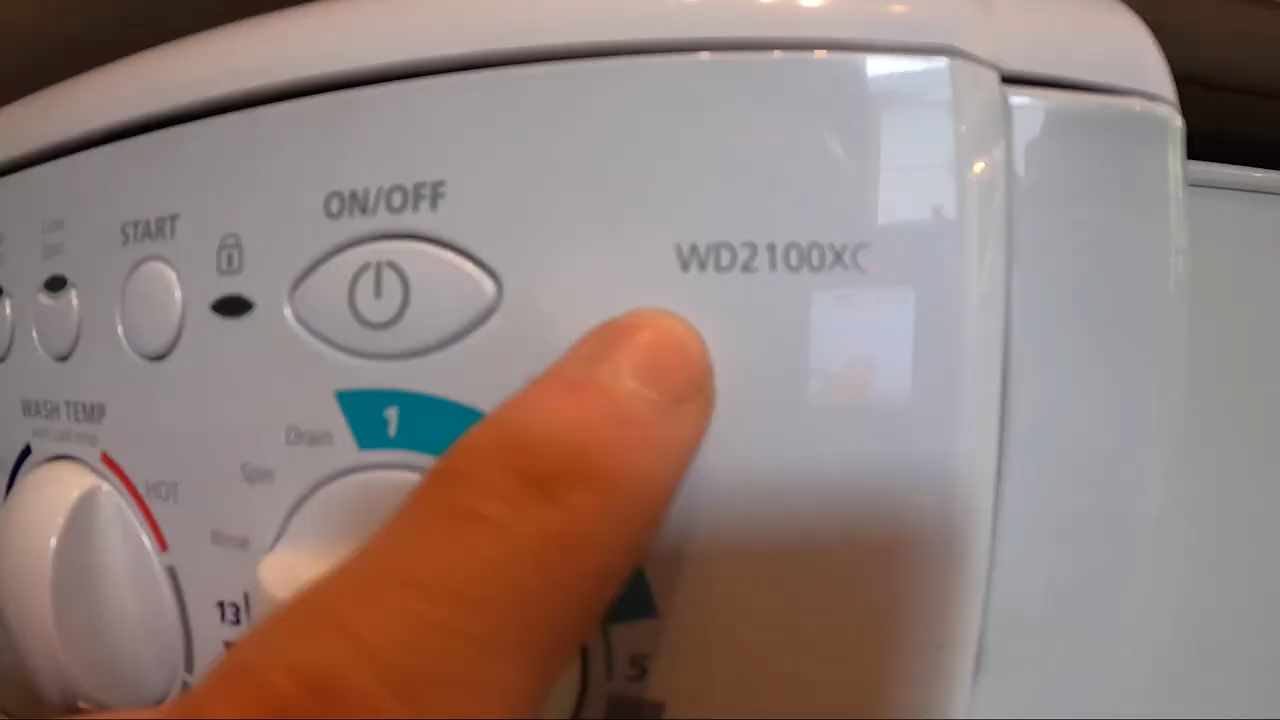 ON/OFF
START
WD2100XC
WASH TEMP
HOT
1
Drain
Spin
Rinse
13
5